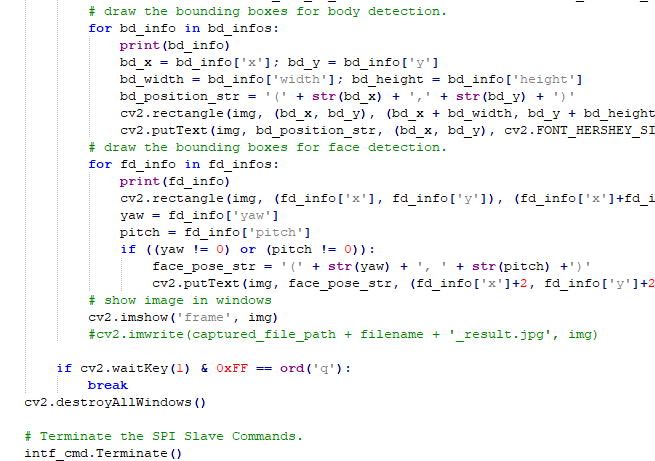 # draw the bounding boxes for body detection.
for bd_info in bd_infos:
print(bd_info)
bd_x = bd_info['x']; bd_y = bd_info['y']
bd_width = bd_info['width']; bd_height = bd_info['height']
bd_position_str = '(' + str(bd_x) + ',' + str(bd_y) + ')'
cv2.rectangle(img, (bd_x, bd_y), (bd_x + bd_width, bd_y + bd_height
cv2.putText(img, bd_position_str, (bd_x, bd_y), cv2.FONT_HERSHEY_SI
# draw the bounding boxes for face detection.
for fd_info in fd_infos:
print(fd_info)
cv2.rectangle(img, (fd_info['x'], fd_info['y']), (fd_info['x']+fd_i
yaw = fd_info['yaw']
pitch = fd_info['pitch']
if ((yaw != 0) or (pitch != 0)):
face_pose_str = '(' + str(yaw) + ', ' + str(pitch) +')'
cv2.putText(img, face_pose_str, (fd_info['x']+2, fd_info['y']+2
# show image in windows
cv2.imshow('frame', img)
#cv2.imwrite(captured_file_path + filename + '_result.jpg', img)
if cv2.waitKey(1) & 0xFF == ord('q'):
break
cv2.destroyAllWindows()
# Terminate the SPI Slave Commands.
intf_cmd.Terminate()